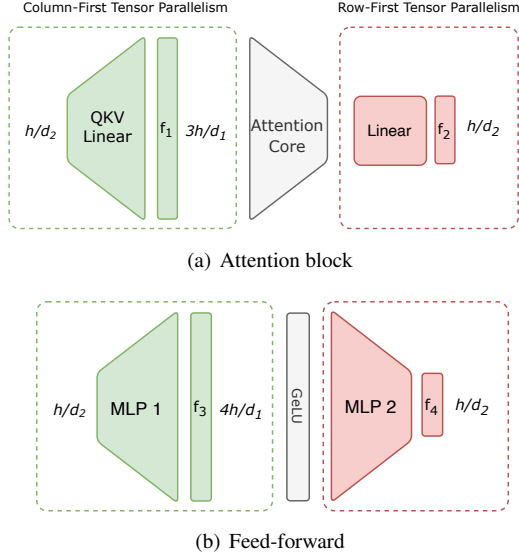 Column-First Tensor Parallelism
Row-First Tensor Parallelism
h/d₂
QKV
Linear
f₁
3h/d₁
Attention
Core
Linear
f₂
h/d₂
(a) Attention block
h/d₂
MLP 1
f₃
4h/d₁
GeLU
MLP 2
f₄
h/d₂
(b) Feed-forward